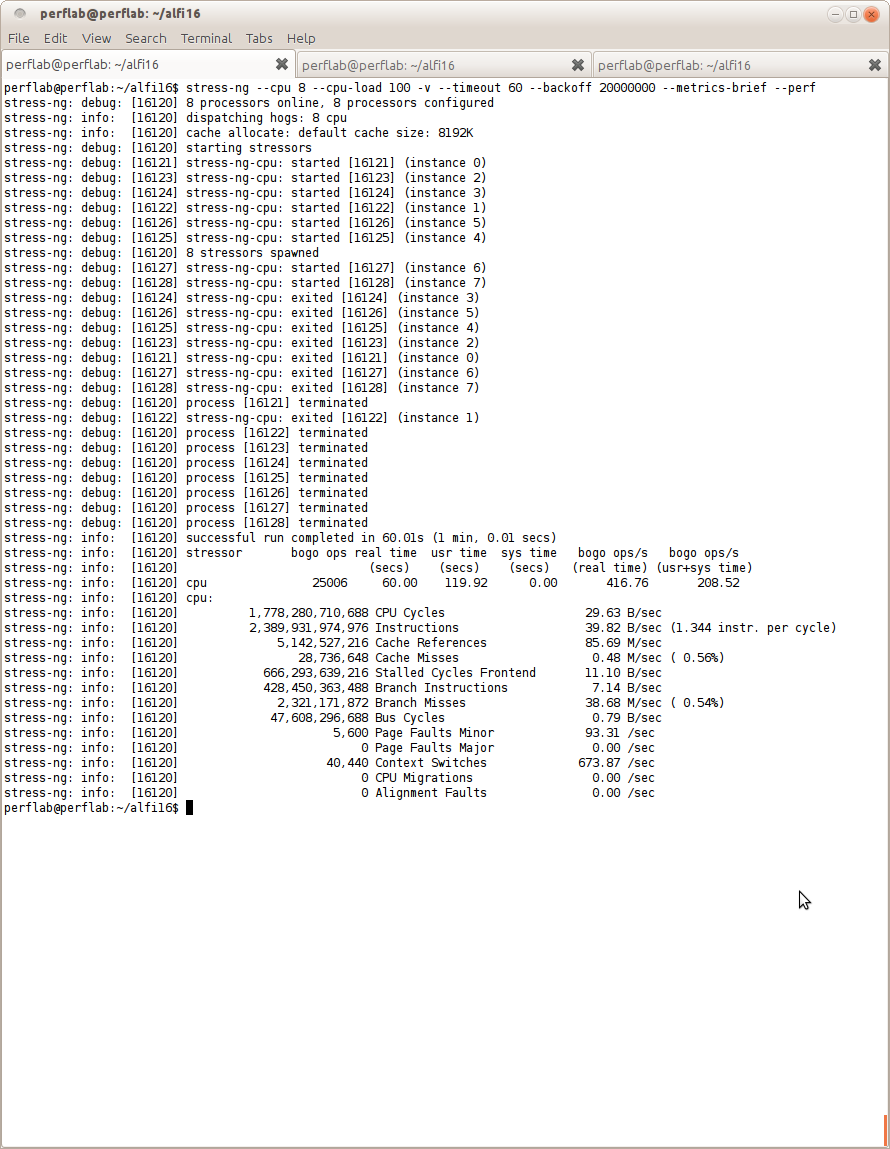 perflab@perflab: ~/alfi16
File Edit View Search Terminal Tabs Help
perflab@perflab: ~/alfi16 perflab@perflab: ~/alfi16 perflab@perflab: ~/alfi16
perflab@perflab:~/alfi16$ stress-ng --cpu 8 --cpu-load 100 -v --timeout 60 --backoff 20000000 --metrics-brief --perf
stress-ng: debug: [16120] 8 processors online, 8 processors configured
stress-ng: info:  [16120] dispatching hogs: 8 cpu
stress-ng: info:  [16120] cache allocate: default cache size: 8192K
stress-ng: debug: [16120] starting stressors
stress-ng: debug: [16121] stress-ng-cpu: started [16121] (instance 0)
stress-ng: debug: [16123] stress-ng-cpu: started [16123] (instance 2)
stress-ng: debug: [16124] stress-ng-cpu: started [16124] (instance 3)
stress-ng: debug: [16122] stress-ng-cpu: started [16122] (instance 1)
stress-ng: debug: [16126] stress-ng-cpu: started [16126] (instance 5)
stress-ng: debug: [16125] stress-ng-cpu: started [16125] (instance 4)
stress-ng: debug: [16120] 8 stressors spawned
stress-ng: debug: [16127] stress-ng-cpu: started [16127] (instance 6)
stress-ng: debug: [16128] stress-ng-cpu: started [16128] (instance 7)
stress-ng: debug: [16124] stress-ng-cpu: exited [16124] (instance 3)
stress-ng: debug: [16126] stress-ng-cpu: exited [16126] (instance 5)
stress-ng: debug: [16125] stress-ng-cpu: exited [16125] (instance 4)
stress-ng: debug: [16123] stress-ng-cpu: exited [16123] (instance 2)
stress-ng: debug: [16121] stress-ng-cpu: exited [16121] (instance 0)
stress-ng: debug: [16127] stress-ng-cpu: exited [16127] (instance 6)
stress-ng: debug: [16128] stress-ng-cpu: exited [16128] (instance 7)
stress-ng: debug: [16120] process [16121] terminated
stress-ng: debug: [16122] stress-ng-cpu: exited [16122] (instance 1)
stress-ng: debug: [16120] process [16122] terminated
stress-ng: debug: [16120] process [16123] terminated
stress-ng: debug: [16120] process [16124] terminated
stress-ng: debug: [16120] process [16125] terminated
stress-ng: debug: [16120] process [16126] terminated
stress-ng: debug: [16120] process [16127] terminated
stress-ng: debug: [16120] process [16128] terminated
stress-ng: info:  [16120] successful run completed in 60.01s (1 min, 0.01 secs)
stress-ng: info:  [16120] stressor       bogo ops real time  usr time  sys time   bogo ops/s   bogo ops/s
stress-ng: info:  [16120]                           (secs)    (secs)    (secs)   (real time) (usr+sys time)
stress-ng: info:  [16120] cpu               25006     60.00    119.92      0.00       416.76       208.52
stress-ng: info:  [16120] cpu:
stress-ng: info:  [16120]          1,778,280,710,688 CPU Cycles                    29.63 B/sec
stress-ng: info:  [16120]          2,389,931,974,976 Instructions                  39.82 B/sec (1.344 instr. per cycle)
stress-ng: info:  [16120]              5,142,527,216 Cache References              85.69 M/sec
stress-ng: info:  [16120]                 28,736,648 Cache Misses                   0.48 M/sec ( 0.56%)
stress-ng: info:  [16120]            666,293,639,216 Stalled Cycles Frontend       11.10 B/sec
stress-ng: info:  [16120]            428,450,363,488 Branch Instructions            7.14 B/sec
stress-ng: info:  [16120]              2,321,171,872 Branch Misses                 38.68 M/sec ( 0.54%)
stress-ng: info:  [16120]             47,608,296,688 Bus Cycles                     0.79 B/sec
stress-ng: info:  [16120]                      5,600 Page Faults Minor             93.31 /sec
stress-ng: info:  [16120]                          0 Page Faults Major              0.00 /sec
stress-ng: info:  [16120]                     40,440 Context Switches             673.87 /sec
stress-ng: info:  [16120]                          0 CPU Migrations                 0.00 /sec
stress-ng: info:  [16120]                          0 Alignment Faults               0.00 /sec
perflab@perflab:~/alfi16$